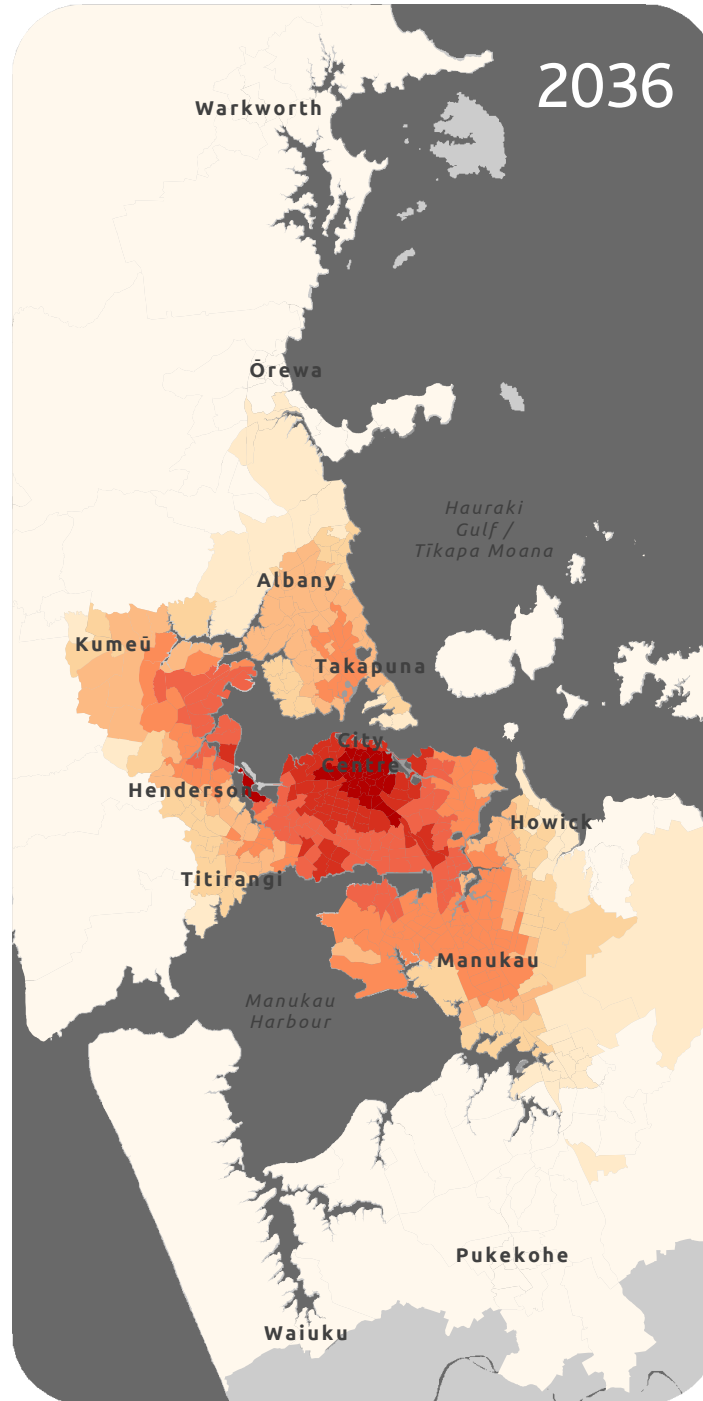 2036
Warkworth
Ōrewa
Hauraki
Gulf /
Tīkapa Moana
Albany
Kumeū
Takapuna
City
Centre
Henderson
Howick
Titirangi
Manukau
Manukau
Harbour
Pukekohe
Waiuku